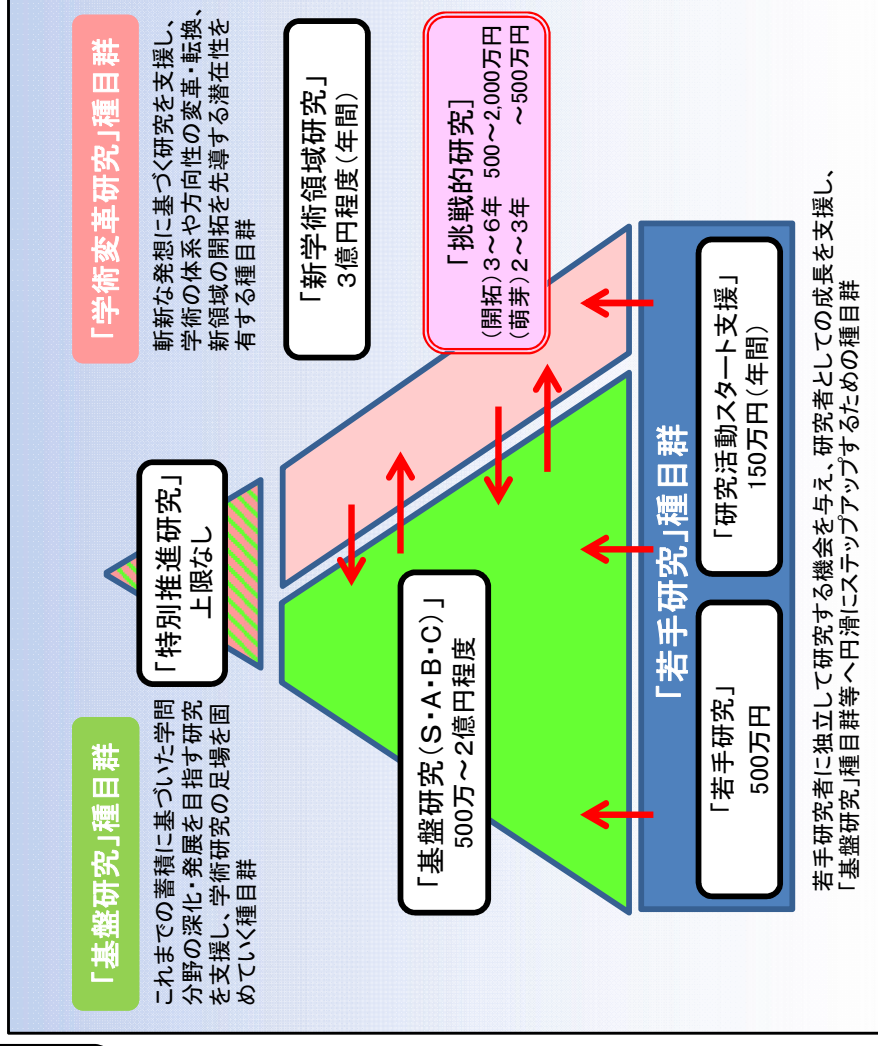 「基盤研究」種目群
これまでの蓄積に基づいた学問
分野の深化・発展を目指す研究
を支援し、学術研究の足場を固
めていく種目群
「特別推進研究」
上限なし
「学術変革研究」種目群
斬新な発想に基づく研究を支援し、
学術の体系や方向性の変革・転換、
新領域の開拓を先導する潜在性を
有する種目群
「新学術領域研究」
3億円程度(年間)
「基盤研究(S・A・B・C)」
500万～2億円程度
「挑戦的研究]
(開拓)3～6年 500～2,000万円
(萌芽)2～3年 ～500万円
「若手研究」種目群
「若手研究」
500万円
「研究活動スタート支援」
150万円(年間)
若手研究者に独立して研究する機会を与え、研究者としての成長を支援し、
「基盤研究」種目群等へ円滑にステップアップするための種目群